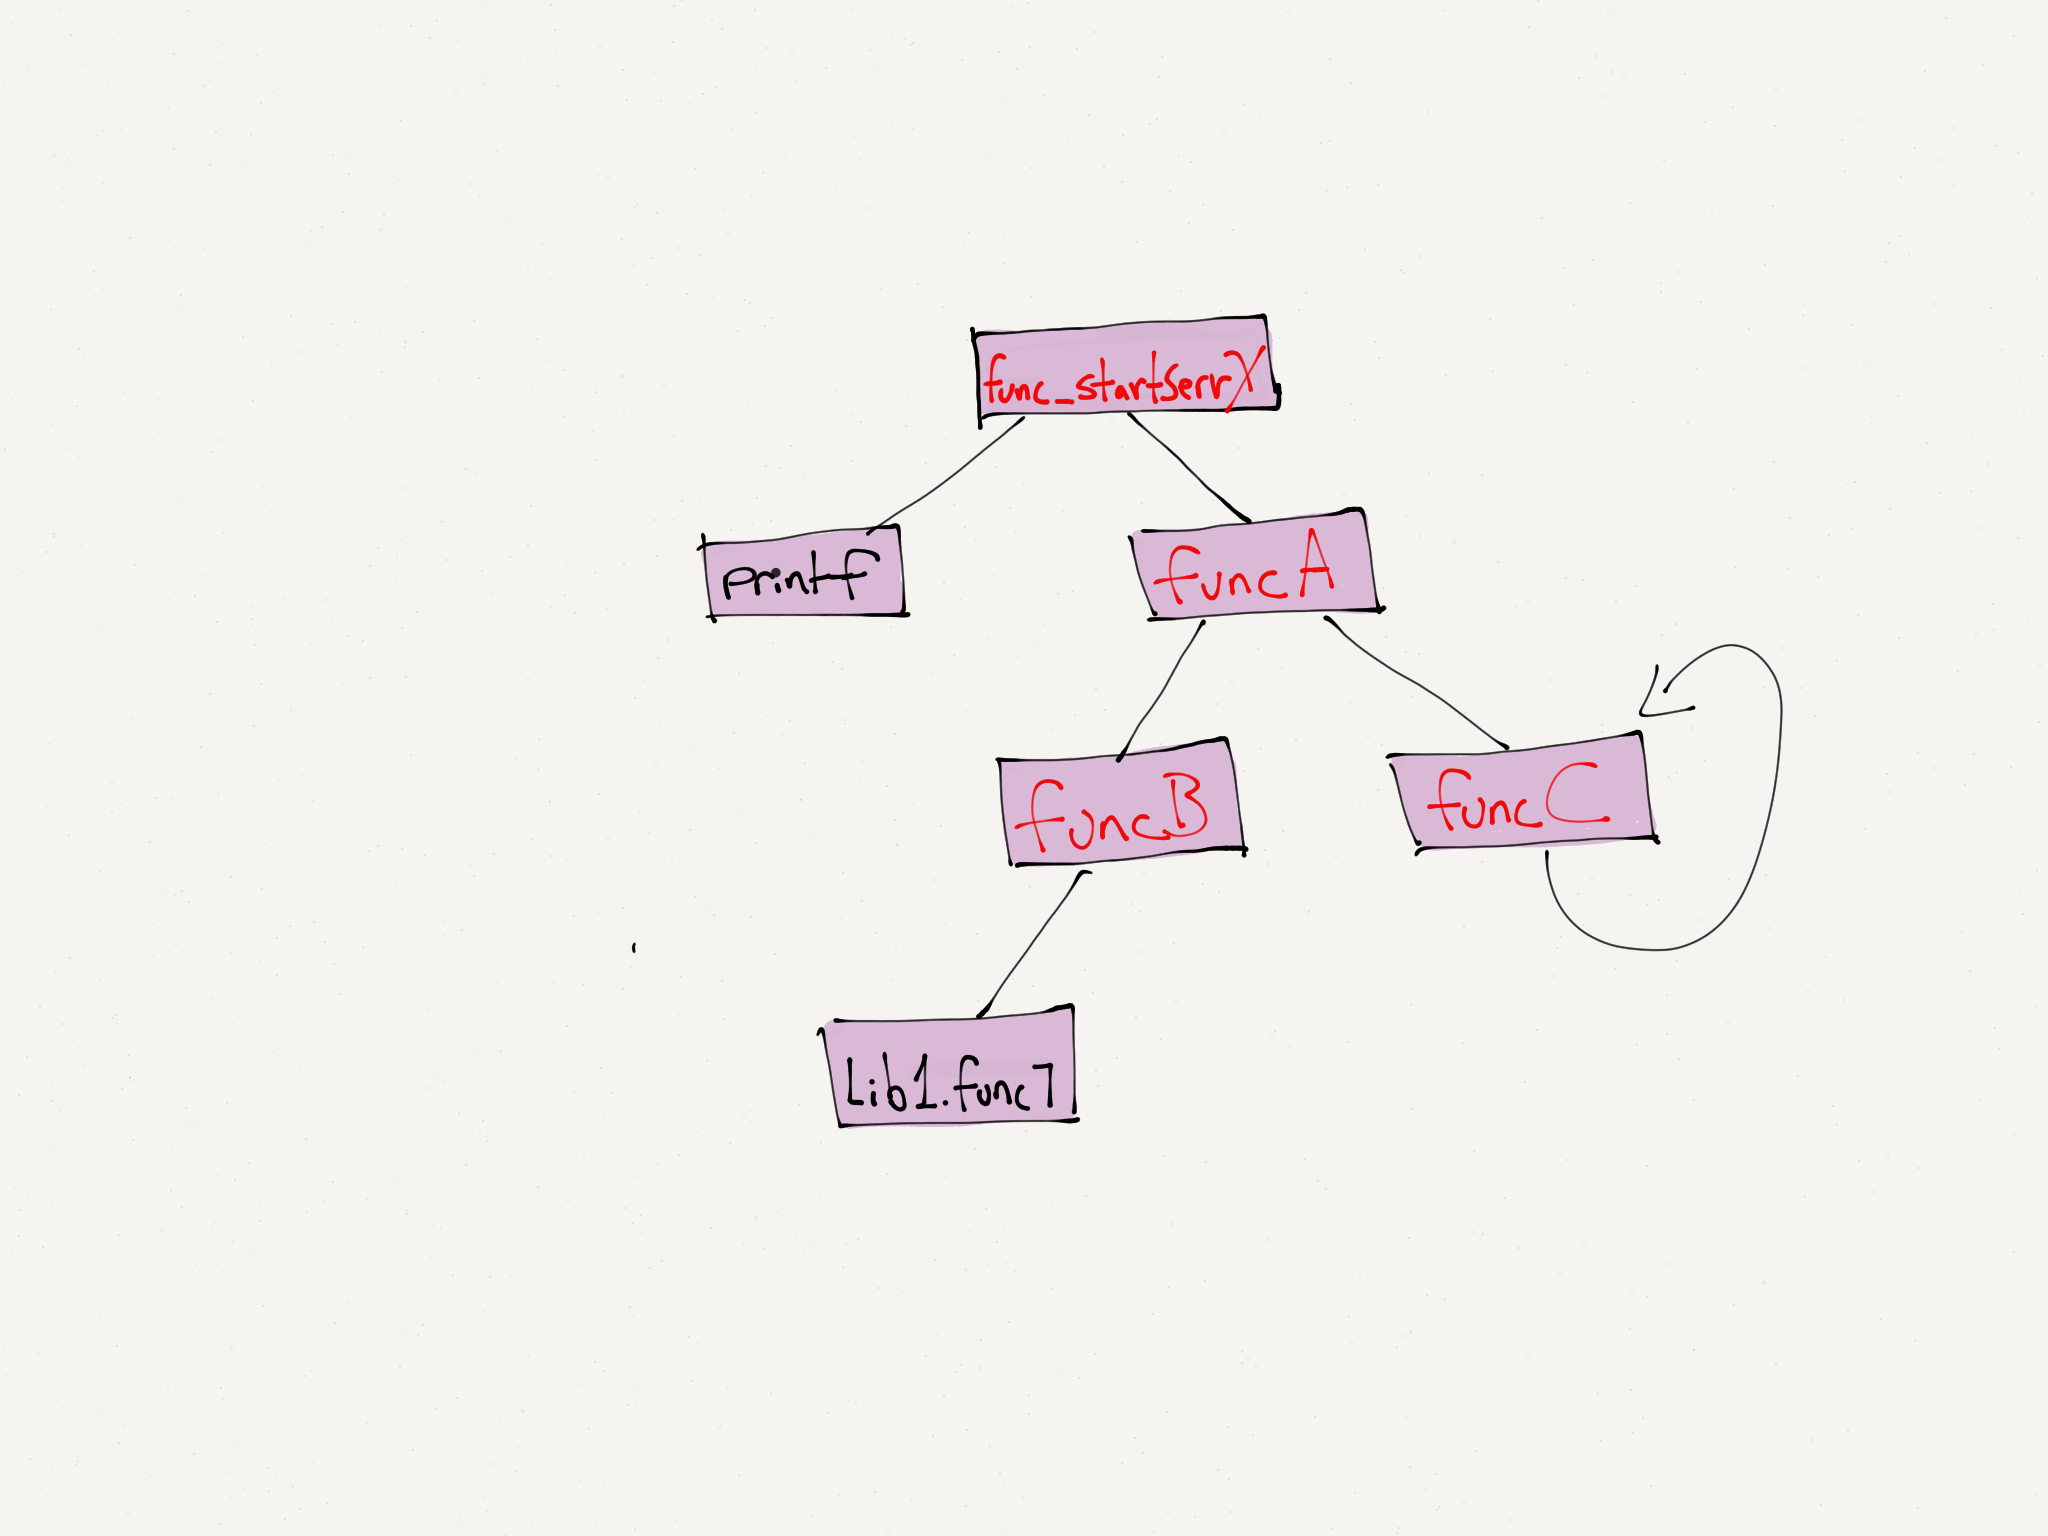 func_startServX
printf
funcA
funcB
funcC
Lib1.func7